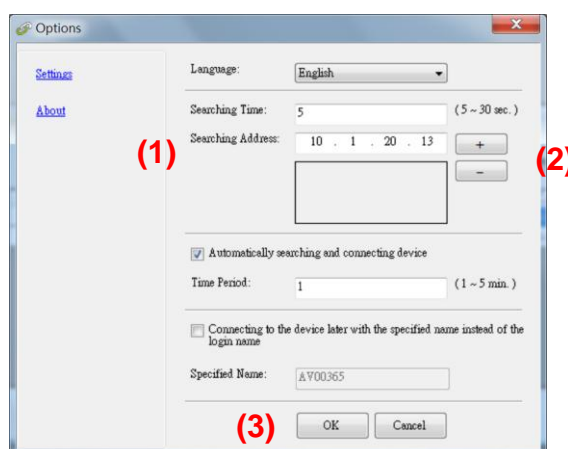 Options
Settings
About
Language: English
Searching Time: 5 (5 ~ 30 sec. )
Searching Address: 10 . 1 . 20 . 13 +
(1)
(2)
-
Automatically searching and connecting device
Time Period: 1 (1 ~ 5 min. )
Connecting to the device later with the specified name instead of the
login name
Specified Name: AV00365
(3) OK Cancel